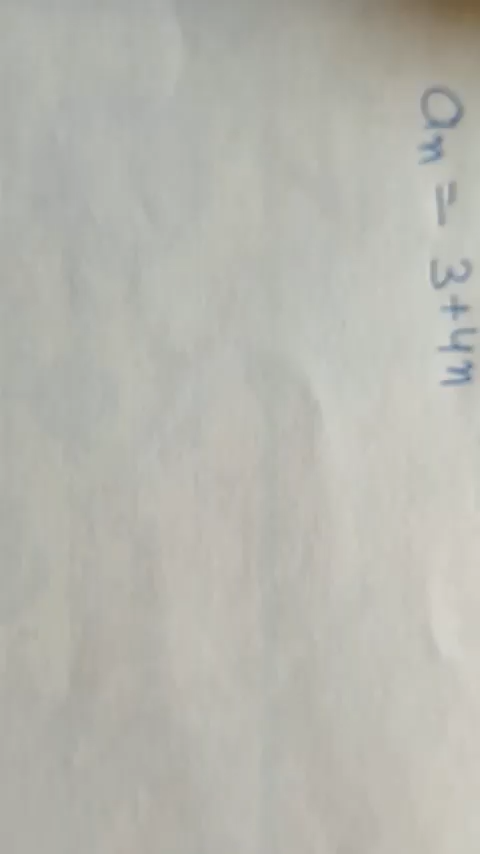 an = 3+4n